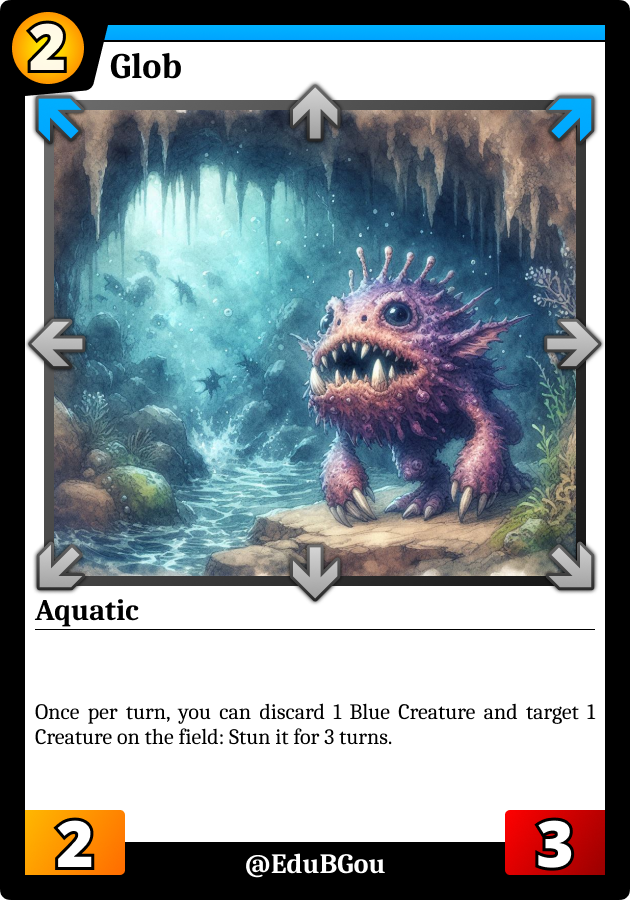 2
Glob
Aquatic
Once per turn, you can discard 1 Blue Creature and target 1
Creature on the field: Stun it for 3 turns.
2
@EduBGou
3